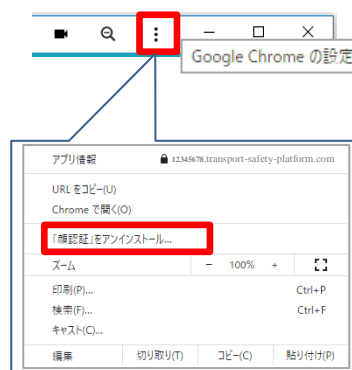 Google Chrome の設定
アプリ情報 12345678.transport-safety-platform.com
URL をコピー(U)
Chrome で開く(O)
「顔認証」をアンインストール...
ズーム - 100% +
印刷(P)... Ctrl+P
検索(F)... Ctrl+F
キャスト(C)...
編集 切り取り(T) コピー(C) 貼り付け(P)